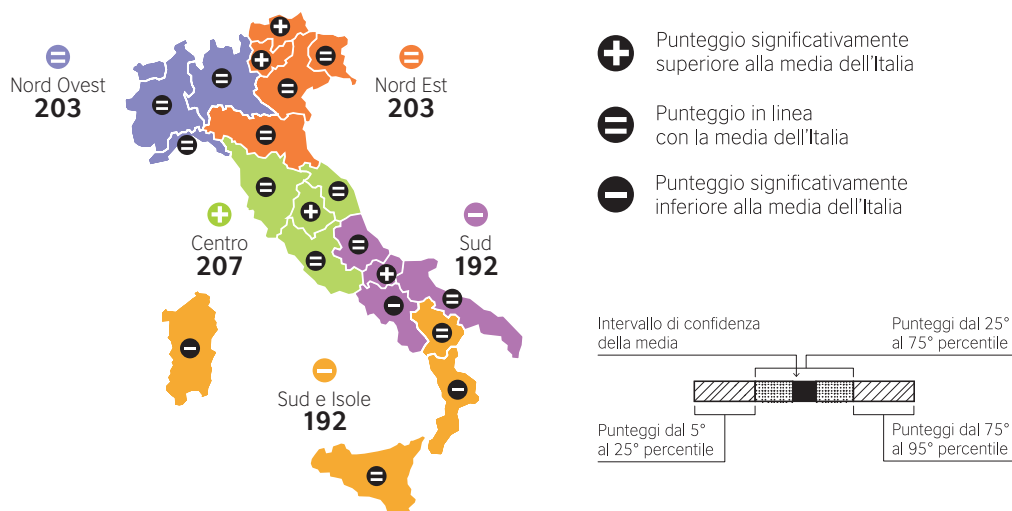 Nord Ovest
203
Nord Est
203
Centro
207
Sud
192
Sud e Isole
192
Punteggio significativamente
superiore alla media dell'Italia
Punteggio in linea
con la media dell'Italia
Punteggio significativamente
inferiore alla media dell'Italia
Intervallo di confidenza
della media
Punteggi dal 25°
al 75° percentile
Punteggi dal 5°
al 25° percentile
Punteggi dal 75°
al 95° percentile